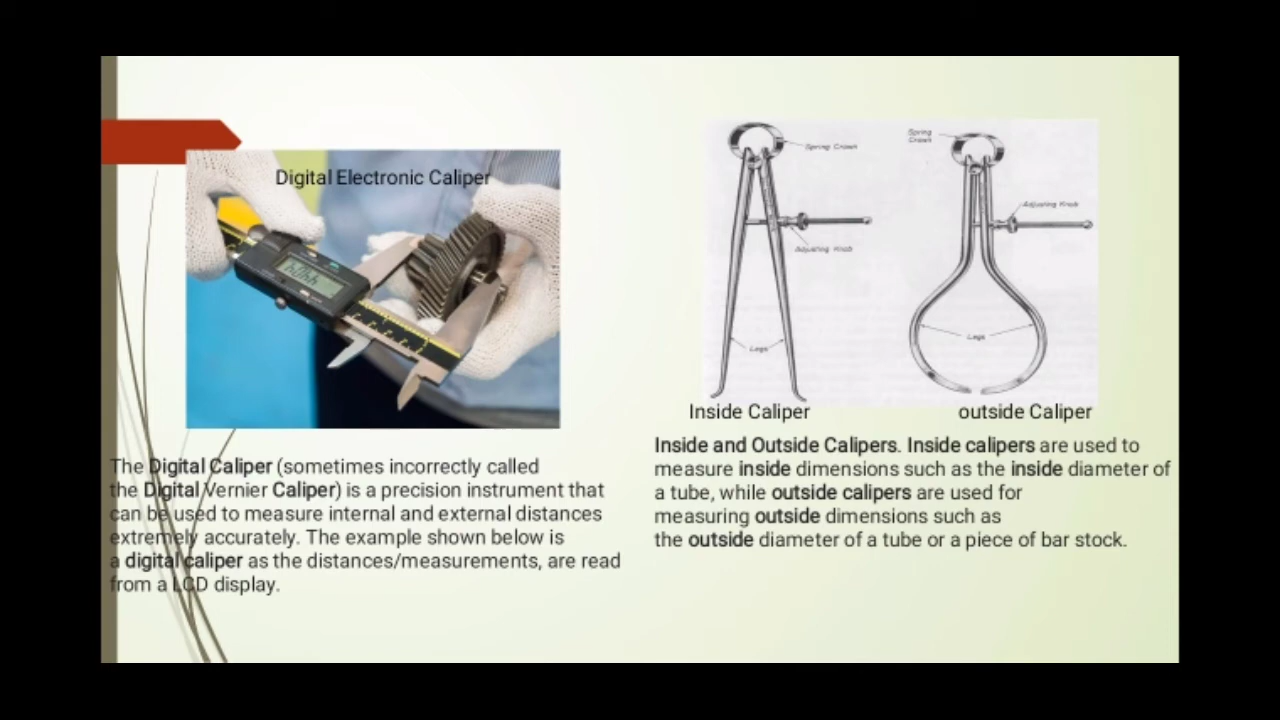 Digital Electronic Caliper
The Digital Caliper (sometimes incorrectly called
the Digital Vernier Caliper) is a precision instrument that
can be used to measure internal and external distances
extremely accurately. The example shown below is
a digital caliper as the distances/measurements, are read
from a LCD display.
Spring Crown
Adjusting Knob
Legs
Spring
Crown
Adjusting Knob
Legs
Inside Caliper
outside Caliper
Inside and Outside Calipers. Inside calipers are used to
measure inside dimensions such as the inside diameter of
a tube, while outside calipers are used for
measuring outside dimensions such as
the outside diameter of a tube or a piece of bar stock.